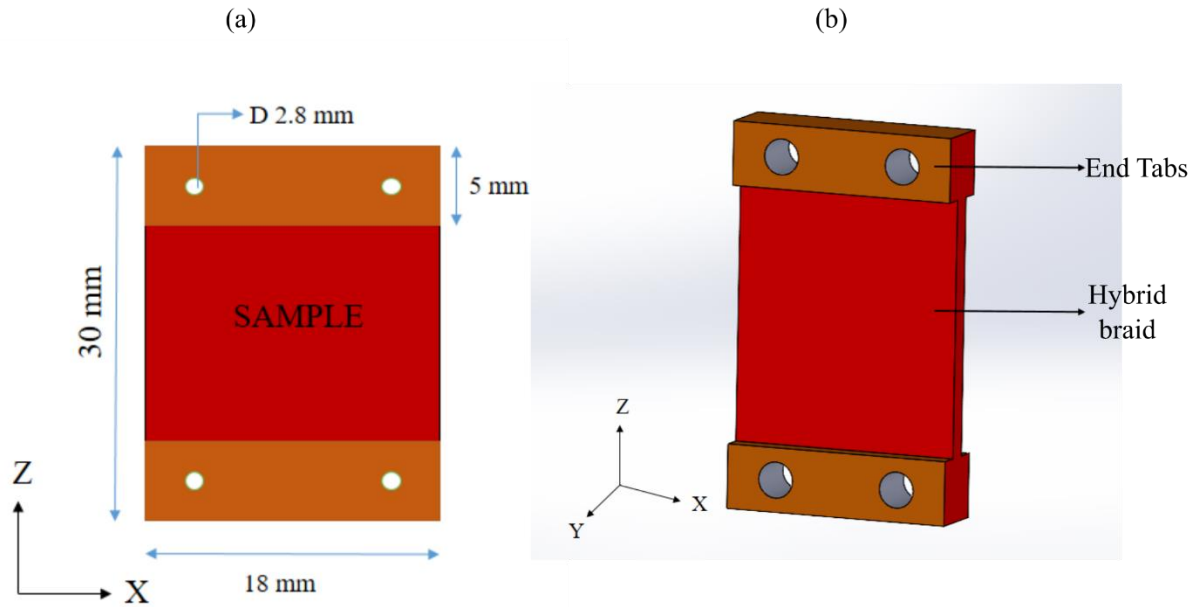 (a)
D 2.8 mm
5 mm
30 mm
SAMPLE
Z
X
18 mm
(b)
End Tabs
Hybrid
braid
Z
X
Y